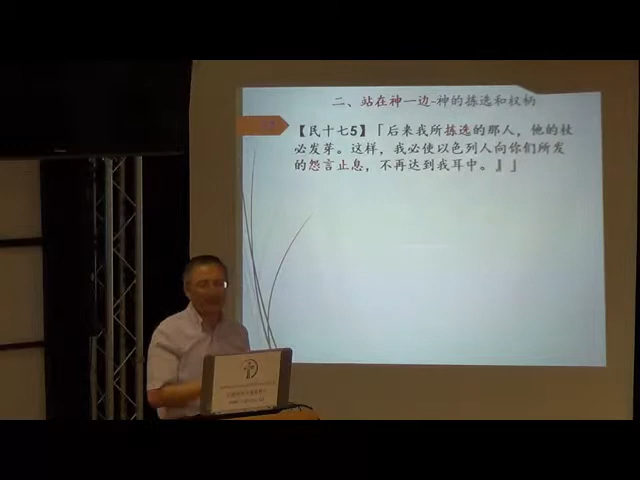 二、站在神一边-神的拣选和权柄
【民十七5】「后来我所拣选的那人，他的杖
必发芽。这样，我必使以色列人向你们所发
的怨言止息，不再达到我耳中。』」